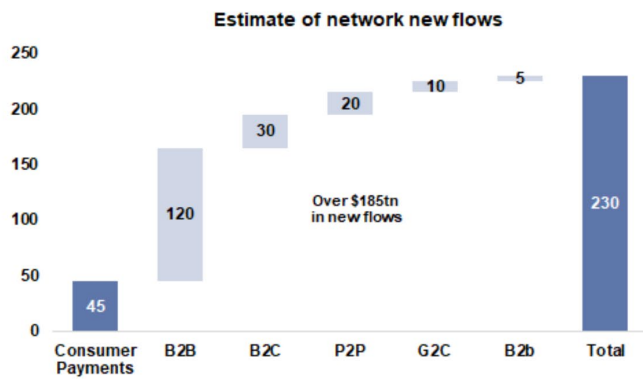 Estimate of network new flows
250
200
150
100
50
0
45
120
30
20
10
5
230
Over $185tn
in new flows
Consumer
Payments
B2B
B2C
P2P
G2C
B2b
Total